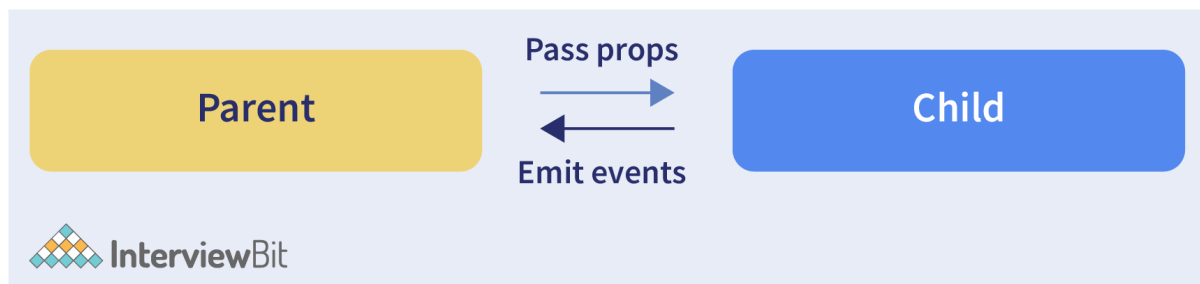 Pass props
Parent
Child
Emit events
InterviewBit